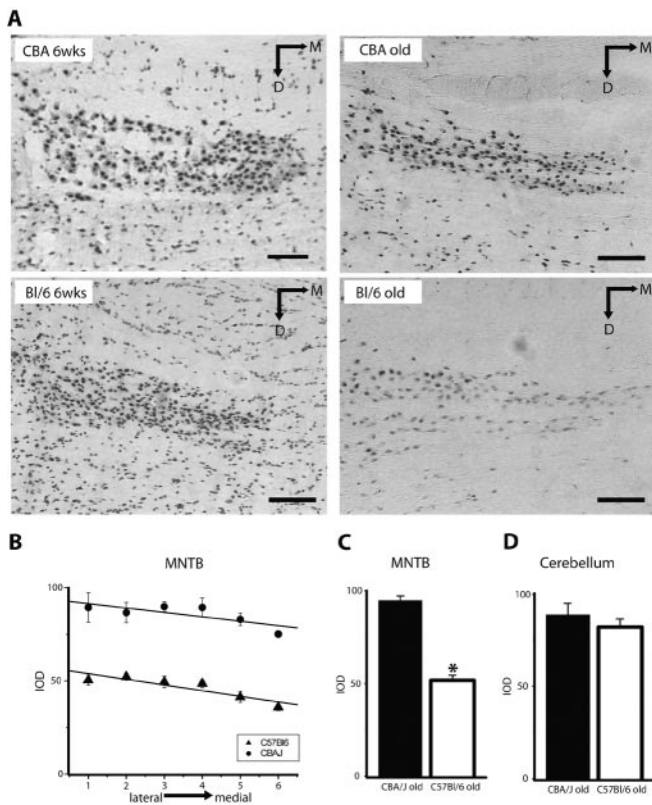 A
CBA 6wks
M
D
CBA old
M
D
Bl/6 6wks
M
D
Bl/6 old
M
D
B
MNTB
100
50
0
IOD
C57Bl6
CBAJ
1 2 3 4 5 6
lateral medial
C
MNTB
100
50
0
IOD
*
CBA/J old C57Bl/6 old
D
Cerebellum
100
50
0
IOD
CBA/J old C57Bl/6 old